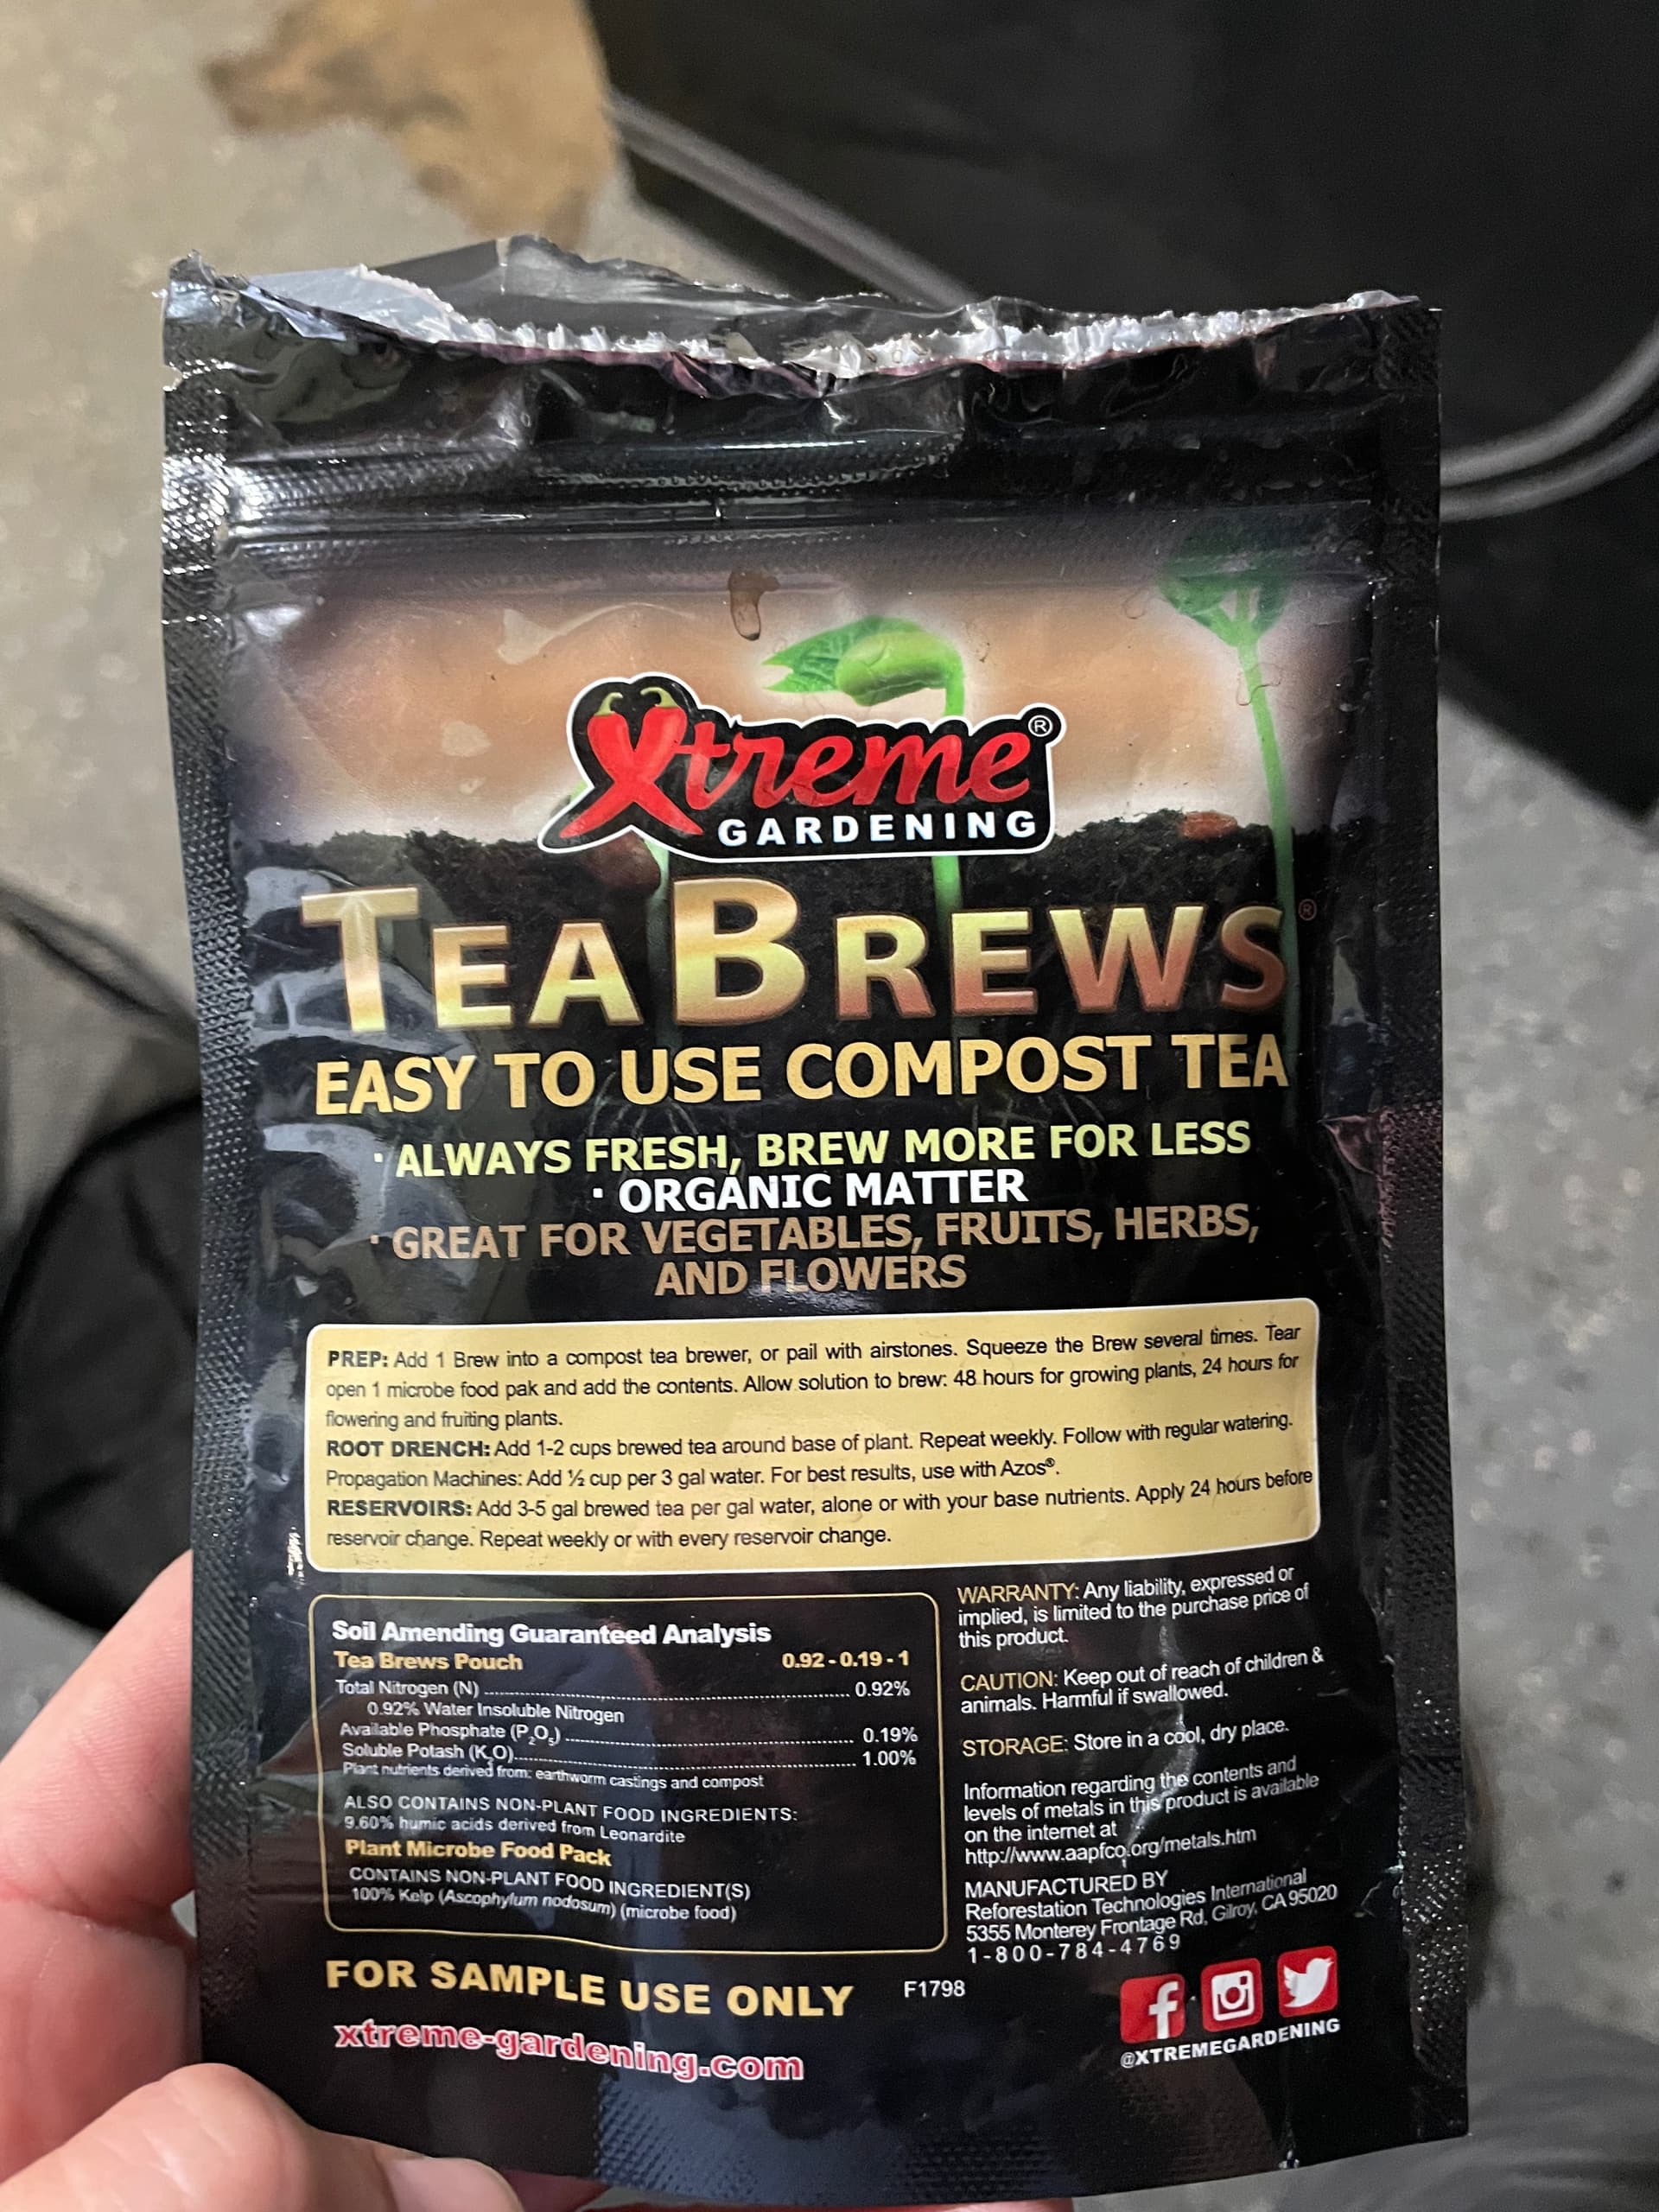 Xtreme®
GARDENING
TEA BREWS®
EASY TO USE COMPOST TEA
· ALWAYS FRESH, BREW MORE FOR LESS
· ORGANIC MATTER
· GREAT FOR VEGETABLES, FRUITS, HERBS,
AND FLOWERS
PREP: Add 1 Brew into a compost tea brewer, or pail with airstones. Squeeze the Brew several times. Tear
open 1 microbe food pak and add the contents. Allow solution to brew: 48 hours for growing plants, 24 hours for
flowering and fruiting plants.
ROOT DRENCH: Add 1-2 cups brewed tea around base of plant. Repeat weekly. Follow with regular watering.
Propagation Machines: Add ½ cup per 3 gal water. For best results, use with Azos®.
RESERVOIRS: Add 3-5 gal brewed tea per gal water, alone or with your base nutrients. Apply 24 hours before
reservoir change. Repeat weekly or with every reservoir change.
Soil Amending Guaranteed Analysis
Tea Brews Pouch 0.92 - 0.19 - 1
Total Nitrogen (N) 0.92%
0.92% Water Insoluble Nitrogen
Available Phosphate (P₂O₅) 0.19%
Soluble Potash (K₂O) 1.00%
Plant nutrients derived from: earthworm castings and compost
ALSO CONTAINS NON-PLANT FOOD INGREDIENTS:
9.60% humic acids derived from Leonardite
Plant Microbe Food Pack
CONTAINS NON-PLANT FOOD INGREDIENT(S)
100% Kelp (Ascophylum nodosum) (microbe food)
WARRANTY: Any liability, expressed or
implied, is limited to the purchase price of
this product.
CAUTION: Keep out of reach of children &
animals. Harmful if swallowed.
STORAGE: Store in a cool, dry place.
Information regarding the contents and
levels of metals in this product is available
on the internet at
http://www.aapfco.org/metals.htm
MANUFACTURED BY
Reforestation Technologies International
5355 Monterey Frontage Rd, Gilroy, CA 95020
1-800-784-4769
FOR SAMPLE USE ONLY
F1798
xtreme-gardening.com
@XTREMEGARDENING